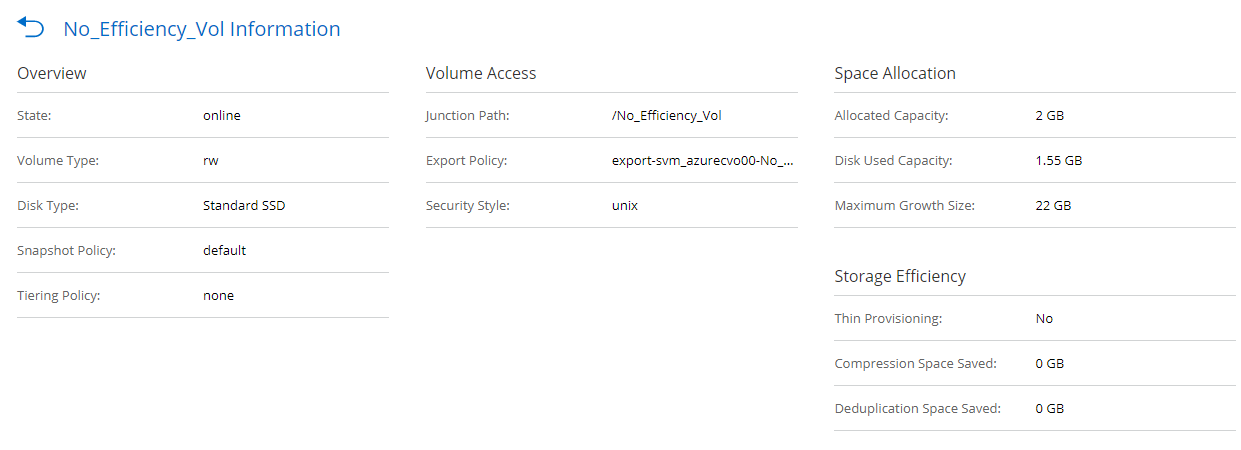 No_Efficiency_Vol Information
Overview
State: online
Volume Type: rw
Disk Type: Standard SSD
Snapshot Policy: default
Tiering Policy: none
Volume Access
Junction Path: /No_Efficiency_Vol
Export Policy: export-svm_azurecvo00-No_...
Security Style: unix
Space Allocation
Allocated Capacity: 2 GB
Disk Used Capacity: 1.55 GB
Maximum Growth Size: 22 GB
Storage Efficiency
Thin Provisioning: No
Compression Space Saved: 0 GB
Deduplication Space Saved: 0 GB